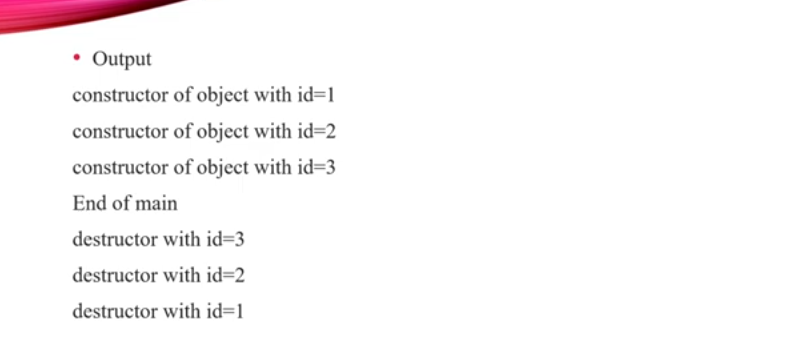 • Output
constructor of object with id=1
constructor of object with id=2
constructor of object with id=3
End of main
destructor with id=3
destructor with id=2
destructor with id=1